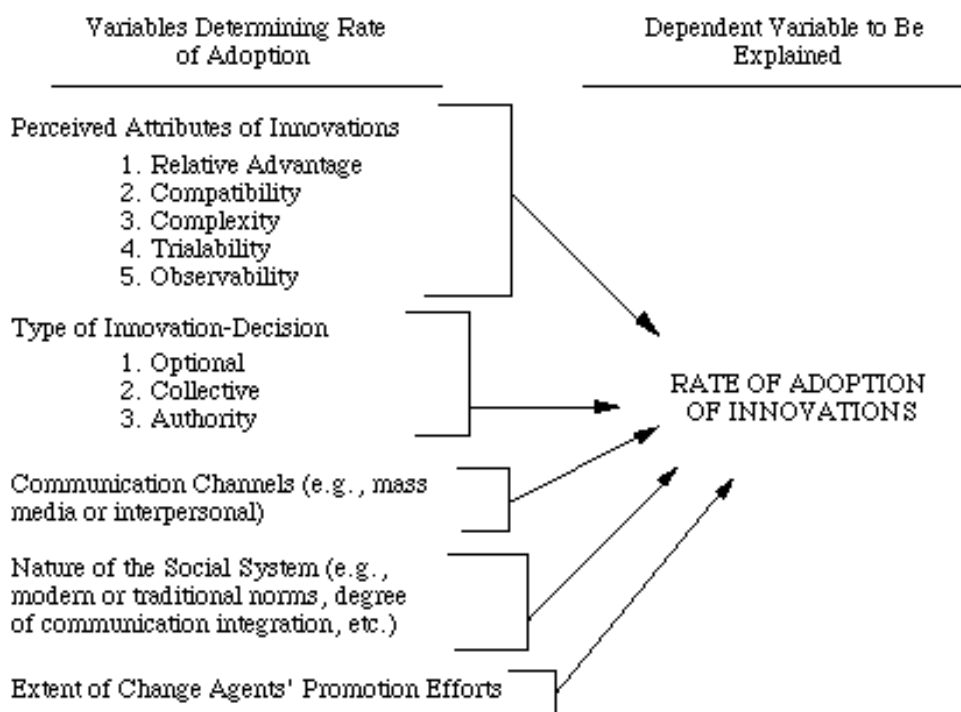 Variables Determining Rate
of Adoption
Dependent Variable to Be
Explained
Perceived Attributes of Innovations
1. Relative Advantage
2. Compatibility
3. Complexity
4. Trialability
5. Observability
Type of Innovation-Decision
1. Optional
2. Collective
3. Authority
RATE OF ADOPTION
OF INNOVATIONS
Communication Channels (e.g., mass
media or interpersonal)
Nature of the Social System (e.g.,
modern or traditional norms, degree
of communication integration, etc.)
Extent of Change Agents' Promotion Efforts